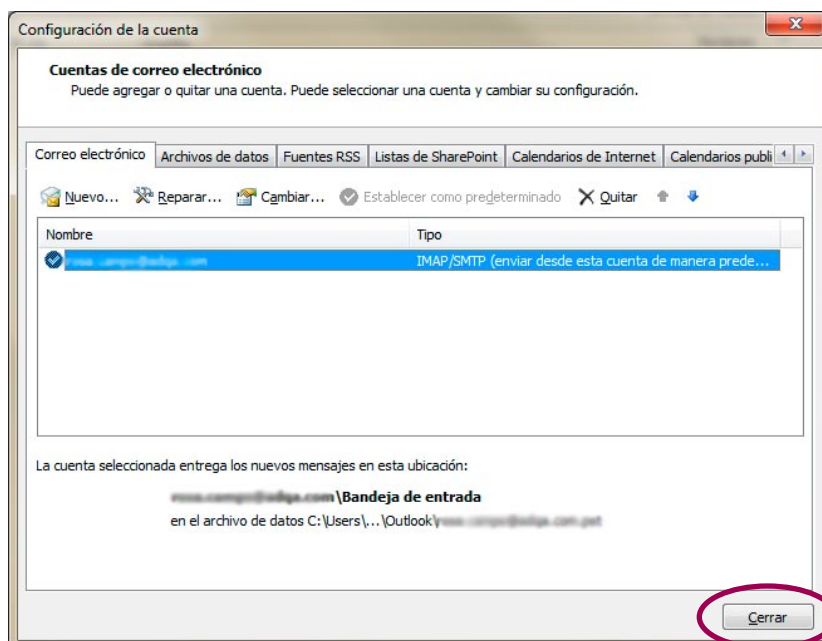 Configuración de la cuenta
Cuentas de correo electrónico
Puede agregar o quitar una cuenta. Puede seleccionar una cuenta y cambiar su configuración.
Correo electrónico Archivos de datos Fuentes RSS Listas de SharePoint Calendarios de Internet Calendarios publi
Nuevo... Reparar... Cambiar... Establecer como predeterminado Quitar
Nombre Tipo
IMAP/SMTP (enviar desde esta cuenta de manera prede...
La cuenta seleccionada entrega los nuevos mensajes en esta ubicación:
\Bandeja de entrada
en el archivo de datos C:\Users\...\Outlook\
Cerrar